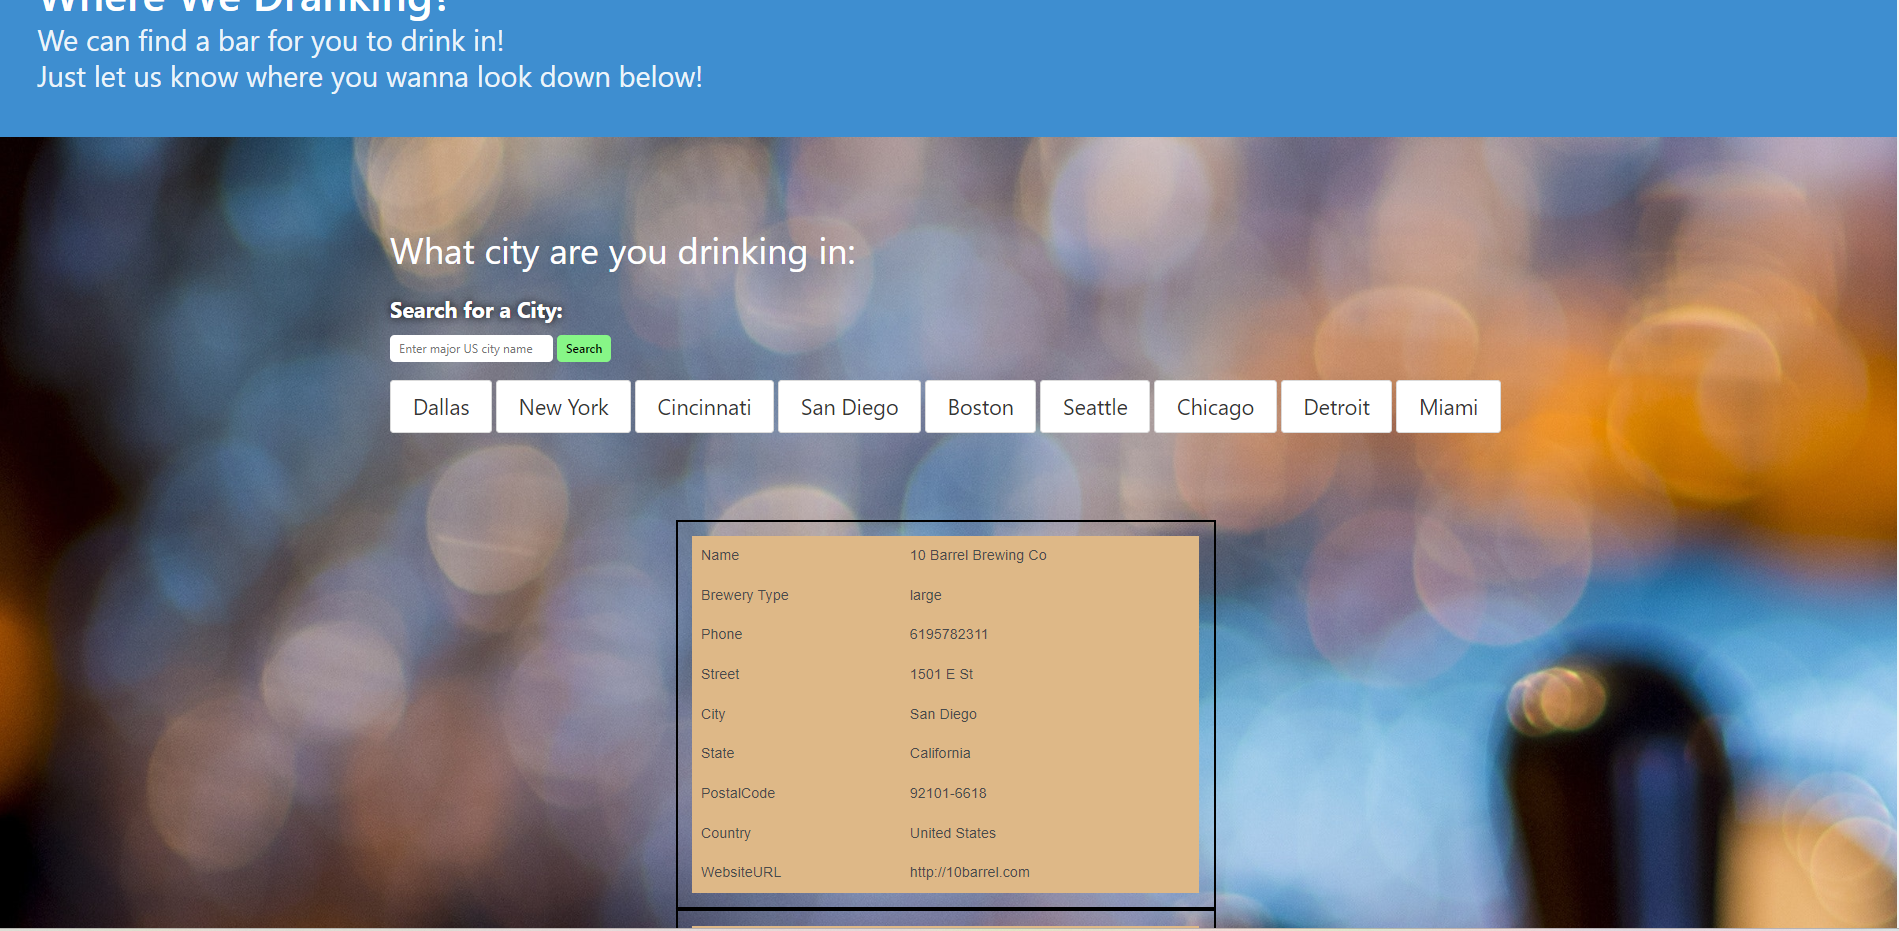 Where We Dranking?
We can find a bar for you to drink in!
Just let us know where you wanna look down below!
What city are you drinking in:
Search for a City:
Enter major US city name Search
Dallas New York Cincinnati San Diego Boston Seattle Chicago Detroit Miami
Name 10 Barrel Brewing Co
Brewery Type large
Phone 6195782311
Street 1501 E St
City San Diego
State California
PostalCode 92101-6618
Country United States
WebsiteURL http://10barrel.com